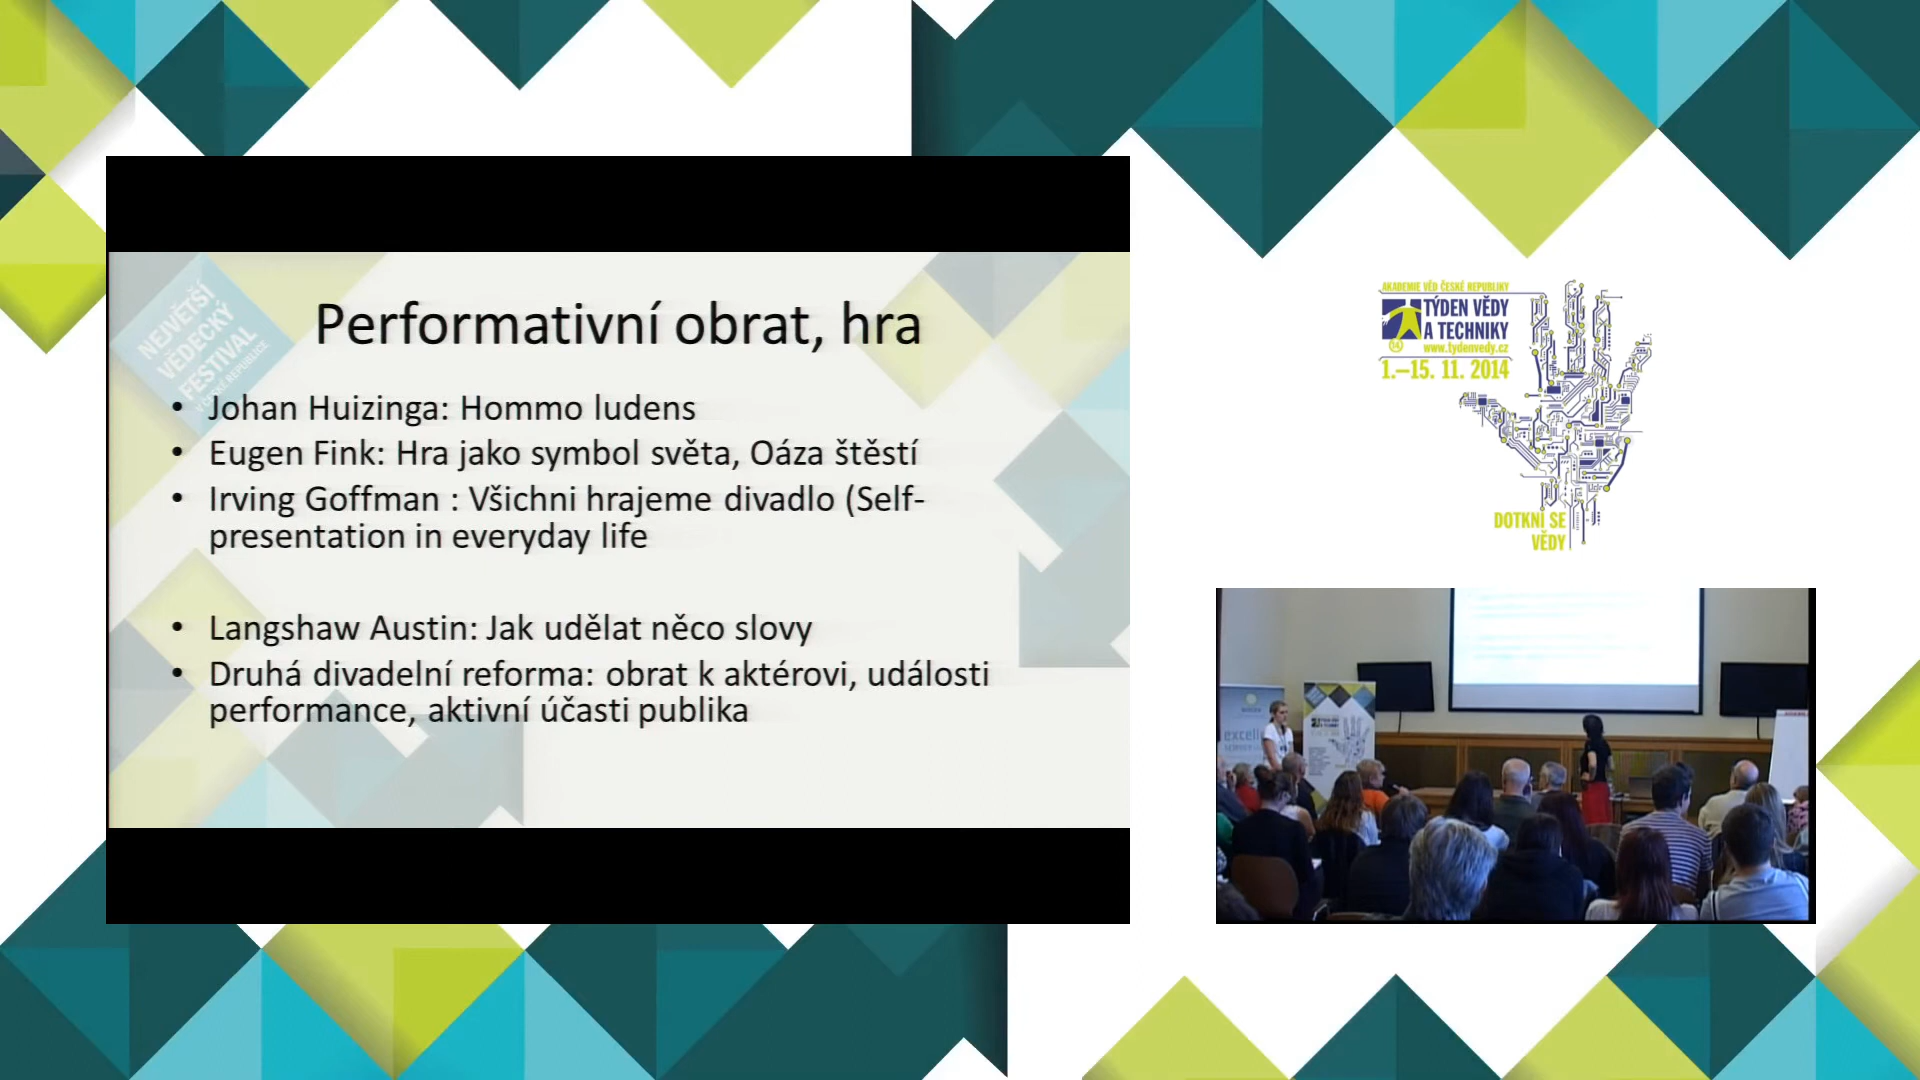 Performativní obrat, hra
NEJVĚTŠÍ
VĚDECKÝ
FESTIVAL
V ČESKÉ REPUBLICE
• Johan Huizinga: Hommo ludens
• Eugen Fink: Hra jako symbol světa, Oáza štěstí
• Irving Goffman : Všichni hrajeme divadlo (Self-
presentation in everyday life
• Langshaw Austin: Jak udělat něco slovy
• Druhá divadelní reforma: obrat k aktérovi, události
performance, aktivní účasti publika
AKADEMIE VĚD ČESKÉ REPUBLIKY
TÝDEN VĚDY
A TECHNIKY
www.tydenvedy.cz
1.–15. 11. 2014
DOTKNI SE
VĚDY